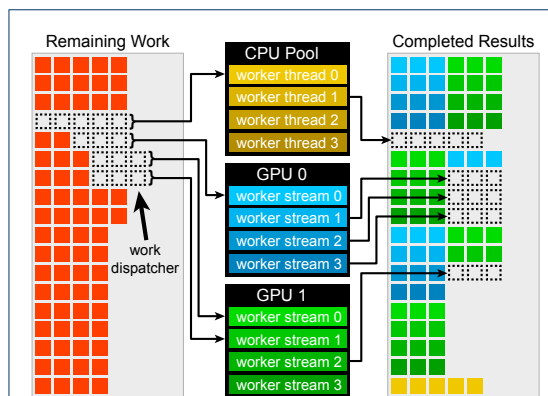 Remaining Work
CPU Pool
Completed Results
worker thread 0
worker thread 1
worker thread 2
worker thread 3
GPU 0
worker stream 0
worker stream 1
worker stream 2
worker stream 3
work
dispatcher
GPU 1
worker stream 0
worker stream 1
worker stream 2
worker stream 3